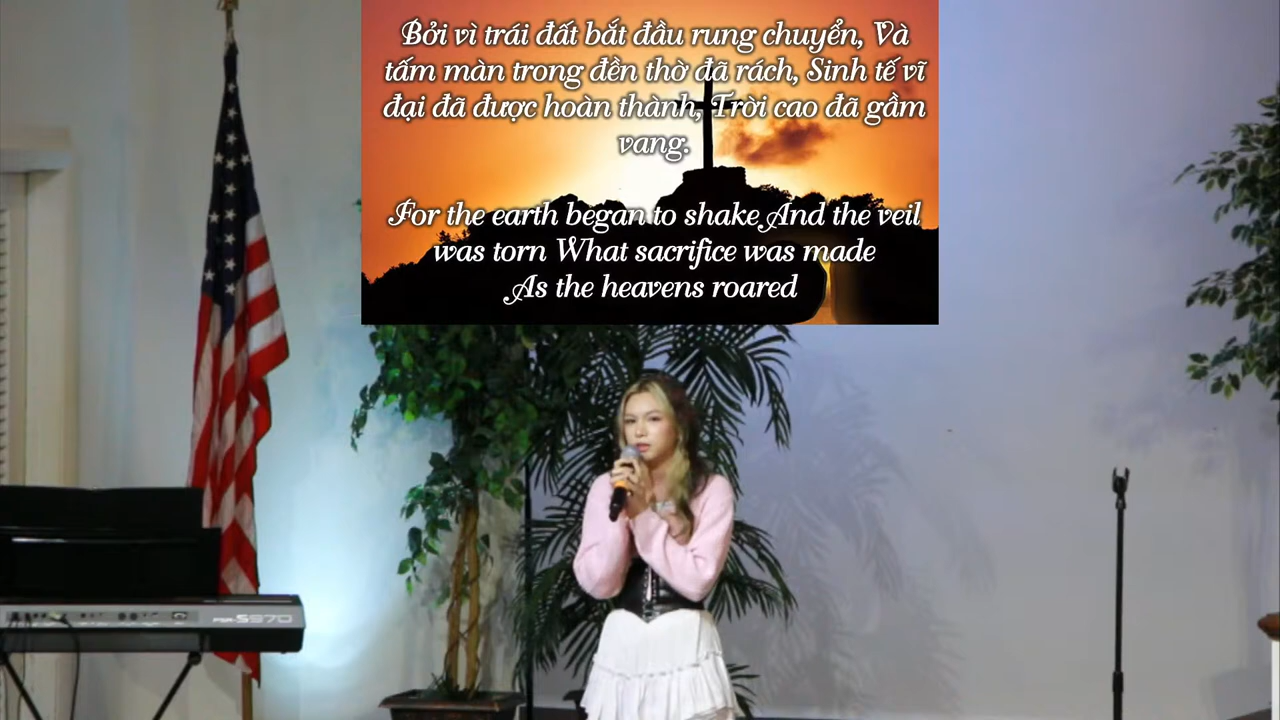 Bởi vì trái đất bắt đầu rung chuyển, Và
tấm màn trong đền thờ đã rách, Sinh tế vĩ
đại đã được hoàn thành, Trời cao đã gầm
vang.
For the earth began to shake And the veil
was torn What sacrifice was made
As the heavens roared
PSR-S970